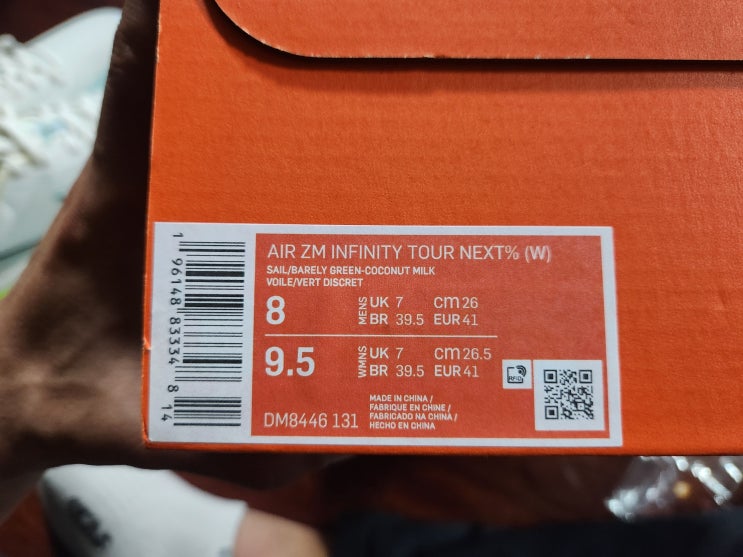 AIR ZM INFINITY TOUR NEXT% (W)
SAIL/BARELY GREEN-COCONUT MILK
VOILE/VERT DISCRET
8 MENS UK 7 cm 26
BR 39.5 EUR 41
9.5 WMNS UK 7 cm 26.5
BR 39.5 EUR 41
RFID
DM8446 131
MADE IN CHINA /
FABRIQUE EN CHINE /
FABRICADO NA CHINA /
HECHO EN CHINA
1 96148 83334 8 14